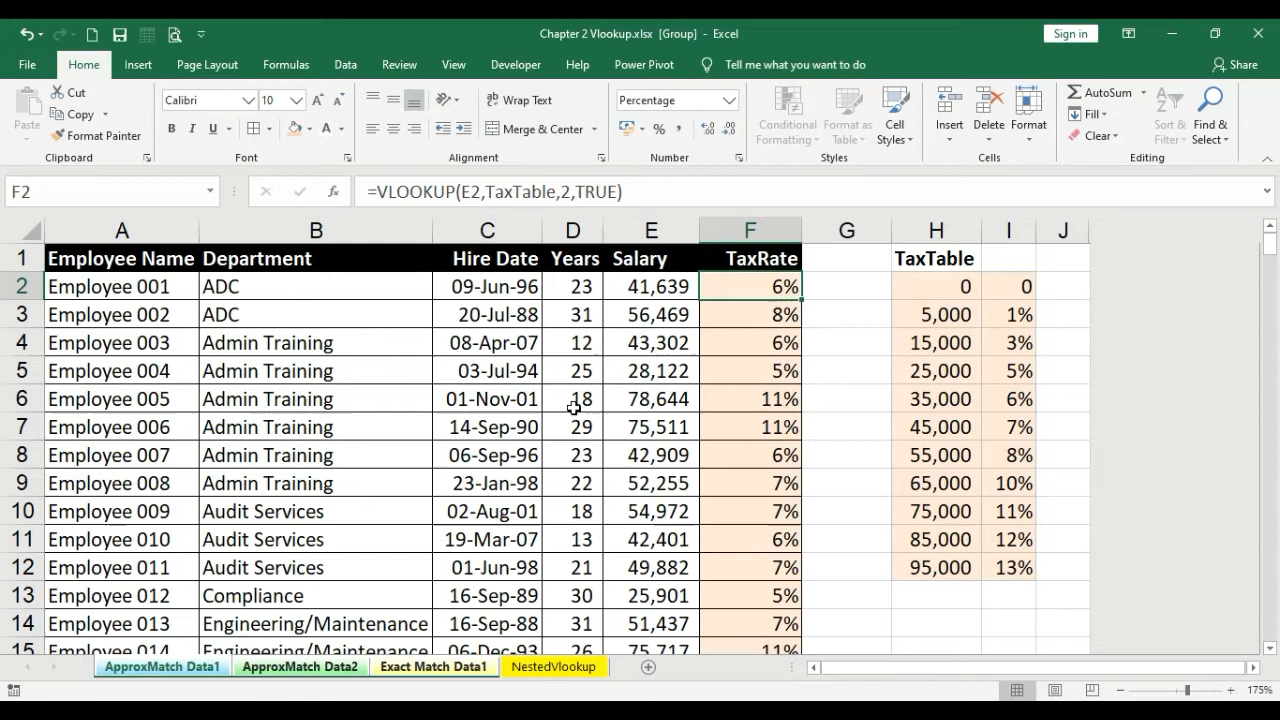 Chapter 2 Vlookup.xlsx [Group] - Excel
Sign in
File Home Insert Page Layout Formulas Data Review View Developer Help Power Pivot Tell me what you want to do Share
Paste
Cut
Copy
Format Painter
Clipboard
Calibri 10
B I U A
Font
Wrap Text
Merge & Center
Alignment
Percentage
%
Number
Conditional Formatting
Format as Table
Cell Styles
Styles
Insert
Delete
Format
Cells
AutoSum
Fill
Clear
Sort & Filter
Find & Select
Editing
F2 fx =VLOOKUP(E2,TaxTable,2,TRUE)
A B C D E F G H I J
1 Employee Name Department Hire Date Years Salary TaxRate TaxTable
2 Employee 001 ADC 09-Jun-96 23 41,639 6% 0 0
3 Employee 002 ADC 20-Jul-88 31 56,469 8% 5,000 1%
4 Employee 003 Admin Training 08-Apr-07 12 43,302 6% 15,000 3%
5 Employee 004 Admin Training 03-Jul-94 25 28,122 5% 25,000 5%
6 Employee 005 Admin Training 01-Nov-01 18 78,644 11% 35,000 6%
7 Employee 006 Admin Training 14-Sep-90 29 75,511 11% 45,000 7%
8 Employee 007 Admin Training 06-Sep-96 23 42,909 6% 55,000 8%
9 Employee 008 Admin Training 23-Jan-98 22 52,255 7% 65,000 10%
10 Employee 009 Audit Services 02-Aug-01 18 54,972 7% 75,000 11%
11 Employee 010 Audit Services 19-Mar-07 13 42,401 6% 85,000 12%
12 Employee 011 Audit Services 01-Jun-98 21 49,882 7% 95,000 13%
13 Employee 012 Compliance 16-Sep-89 30 25,901 5%
14 Employee 013 Engineering/Maintenance 16-Sep-88 31 51,437 7%
15 Employee 014 Engineering/Maintenance 06-Dec-93 26 75,717 11%
ApproxMatch Data1 ApproxMatch Data2 Exact Match Data1 NestedVlookup
175%